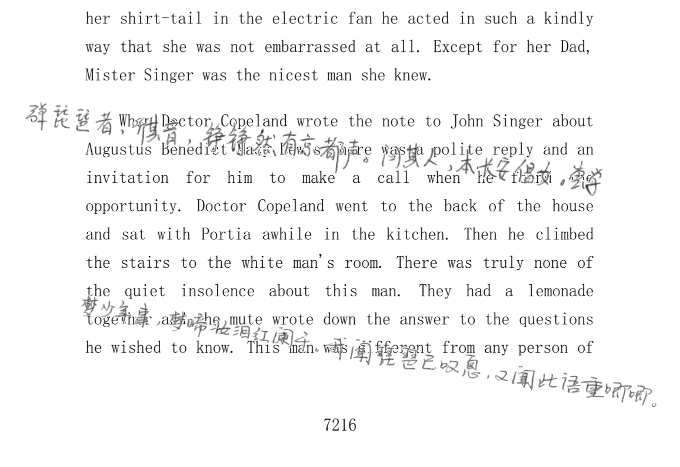 her shirt-tail in the electric fan he acted in such a kindly
way that she was not embarrassed at all. Except for her Dad,
Mister Singer was the nicest man she knew.
When Doctor Copeland wrote the note to John Singer about
弹琵琶者，听其音，铮铮然有京都声。问其人，本长安倡女。尝学
Augustus Benedict Mady Lewis there was a polite reply and an
invitation for him to make a call when he found
opportunity. Doctor Copeland went to the back of the house
and sat with Portia awhile in the kitchen. Then he climbed
the stairs to the white man's room. There was truly none of
the quiet insolence about this man. They had a lemonade
梦少年事，梦啼妆泪红阑干。我闻琵琶已叹息，又闻此语重唧唧。
together and the mute wrote down the answer to the questions
he wished to know. This man was different from any person of
7216